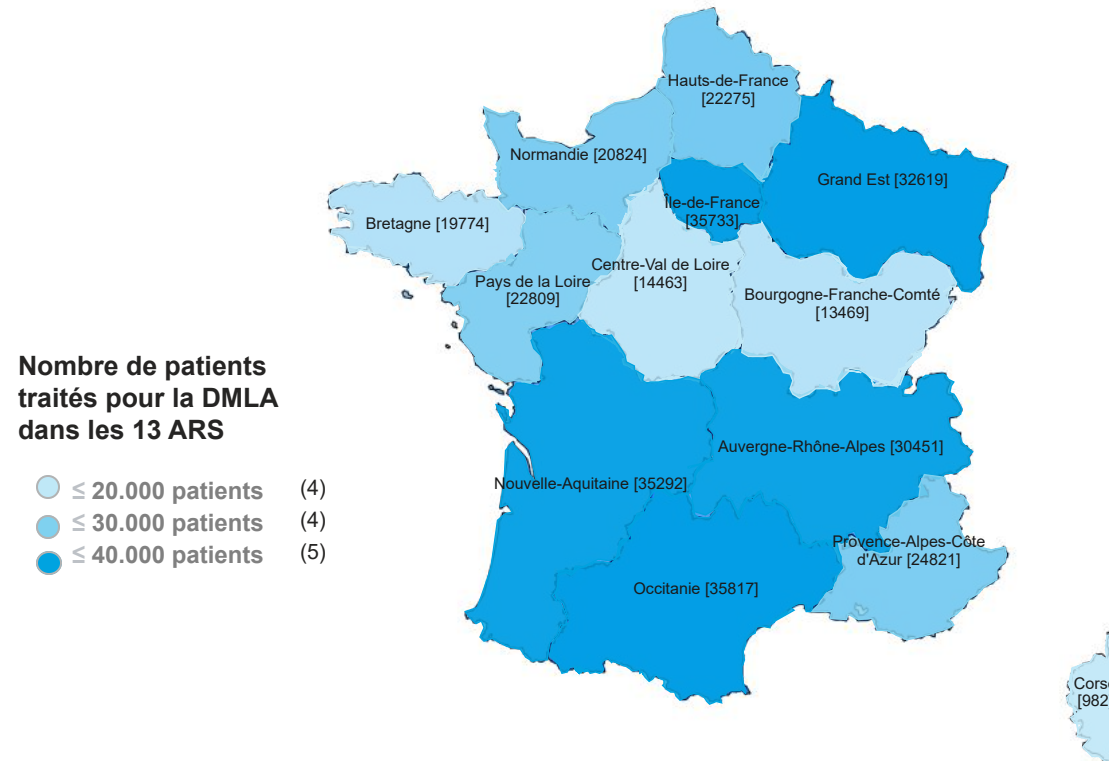 Hauts-de-France
[22275]
Normandie [20824]
Grand Est [32619]
Île-de-France
[35733]
Bretagne [19774]
Centre-Val de Loire
[14463]
Pays de la Loire
[22809]
Bourgogne-Franche-Comté
[13469]
Nombre de patients
traités pour la DMLA
dans les 13 ARS
≤ 20.000 patients (4)
≤ 30.000 patients (4)
≤ 40.000 patients (5)
Auvergne-Rhône-Alpes [30451]
Nouvelle-Aquitaine [35292]
Provence-Alpes-Côte
d'Azur [24821]
Occitanie [35817]